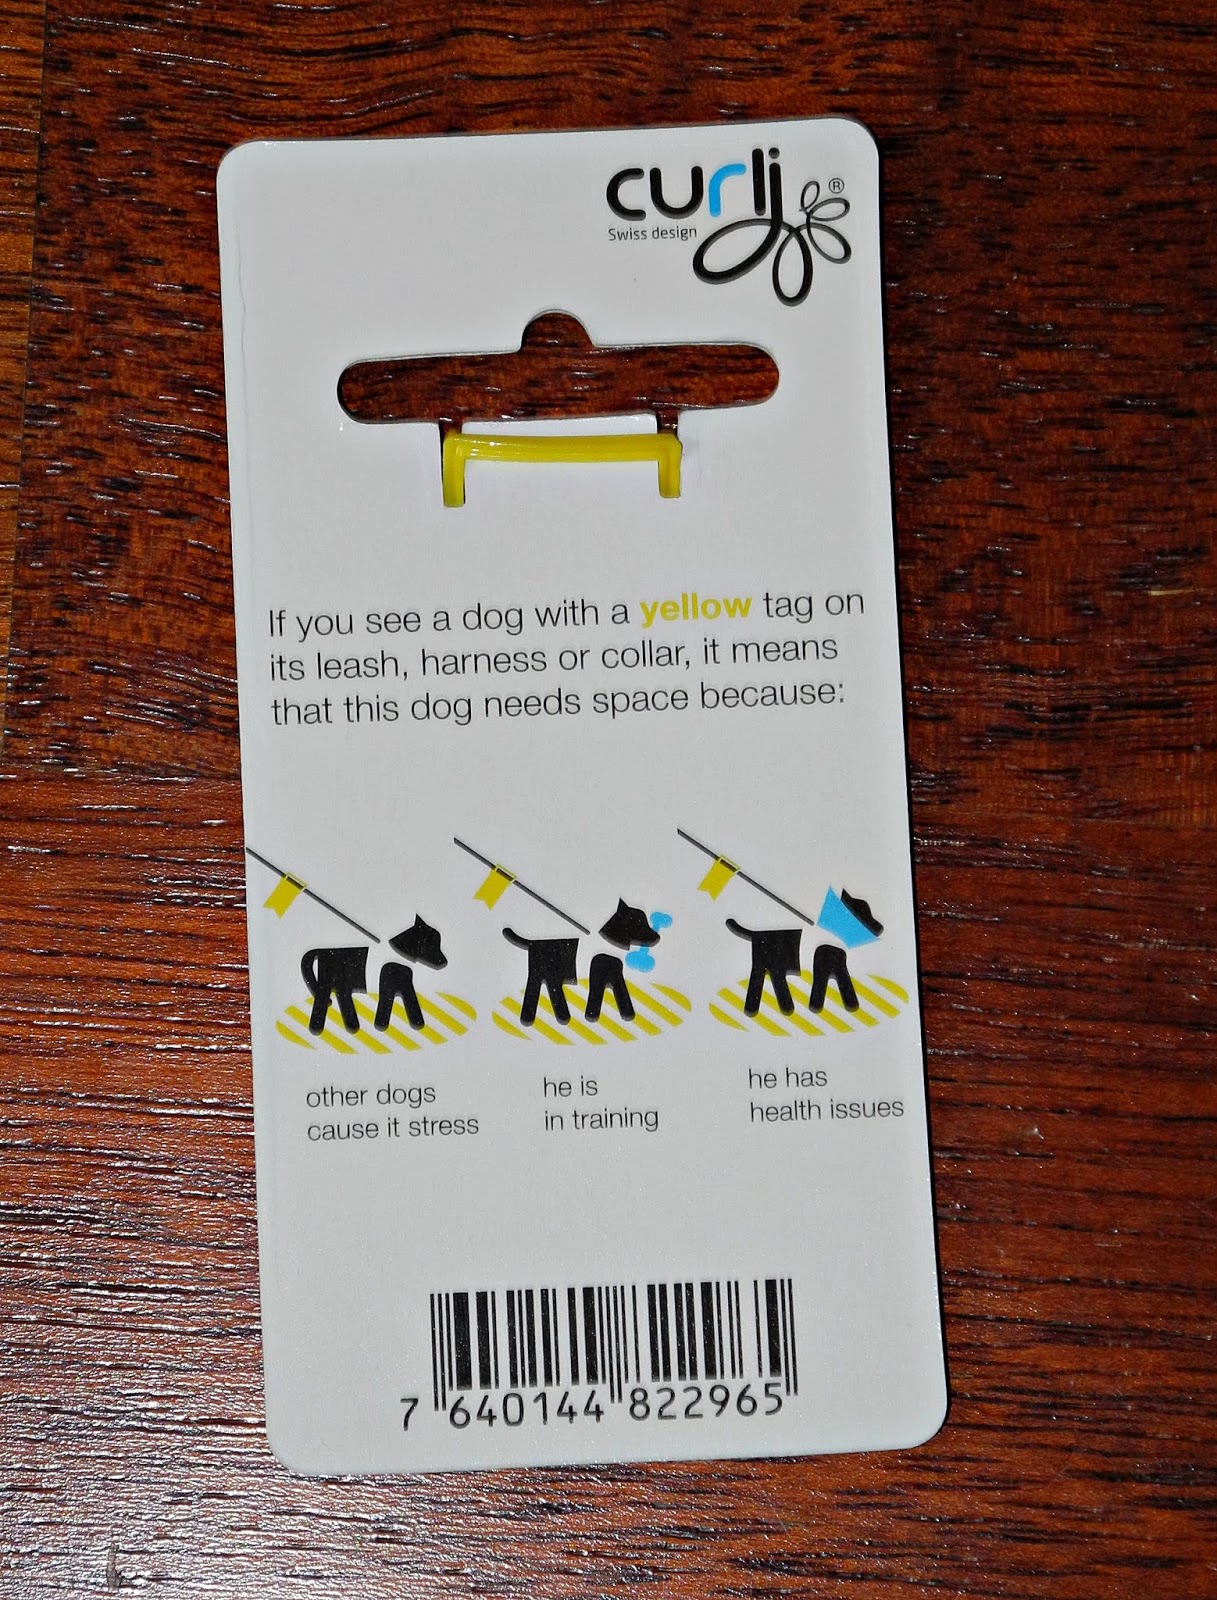 curli
®
Swiss design
If you see a dog with a yellow tag on
its leash, harness or collar, it means
that this dog needs space because:
other dogs
cause it stress
he is
in training
he has
health issues
7 640144 822965